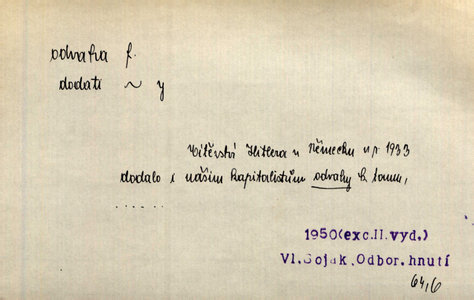 odvaha f.
dodati ~ y
Vítězství Hitlera v Německu v r. 1933
dodalo i našim kapitalistům odvahy k tomu,
......
1950(exc.II.vyd.)
Vl.Gojak,Odbor.hnutí
64,6